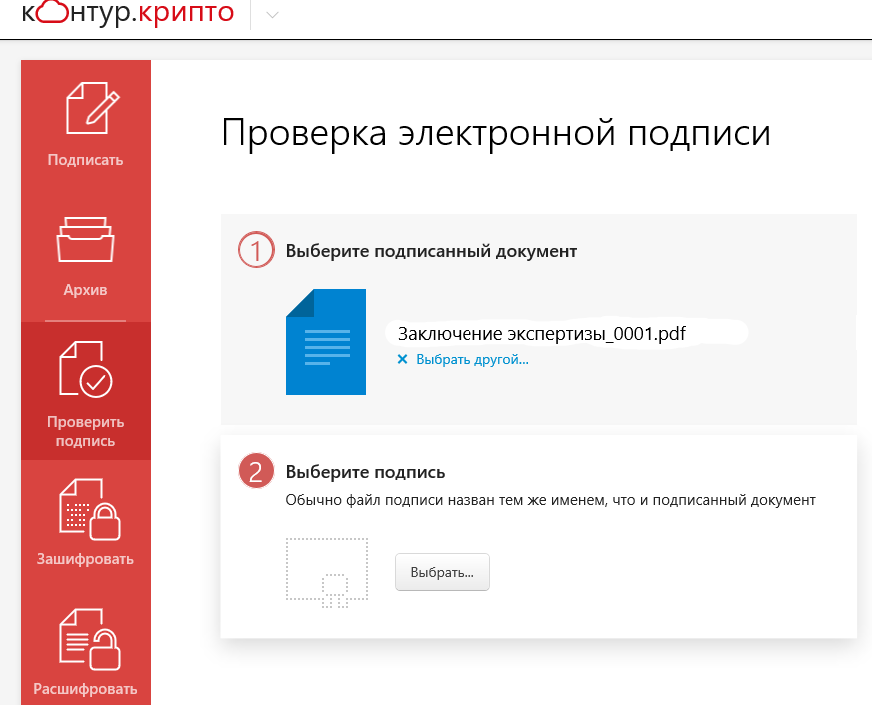 контур.крипто
Подписать
Архив
Проверить
подпись
Зашифровать
Расшифровать
Проверка электронной подписи
1 Выберите подписанный документ
Заключение экспертизы_0001.pdf
× Выбрать другой...
2 Выберите подпись
Обычно файл подписи назван тем же именем, что и подписанный документ
Выбрать...